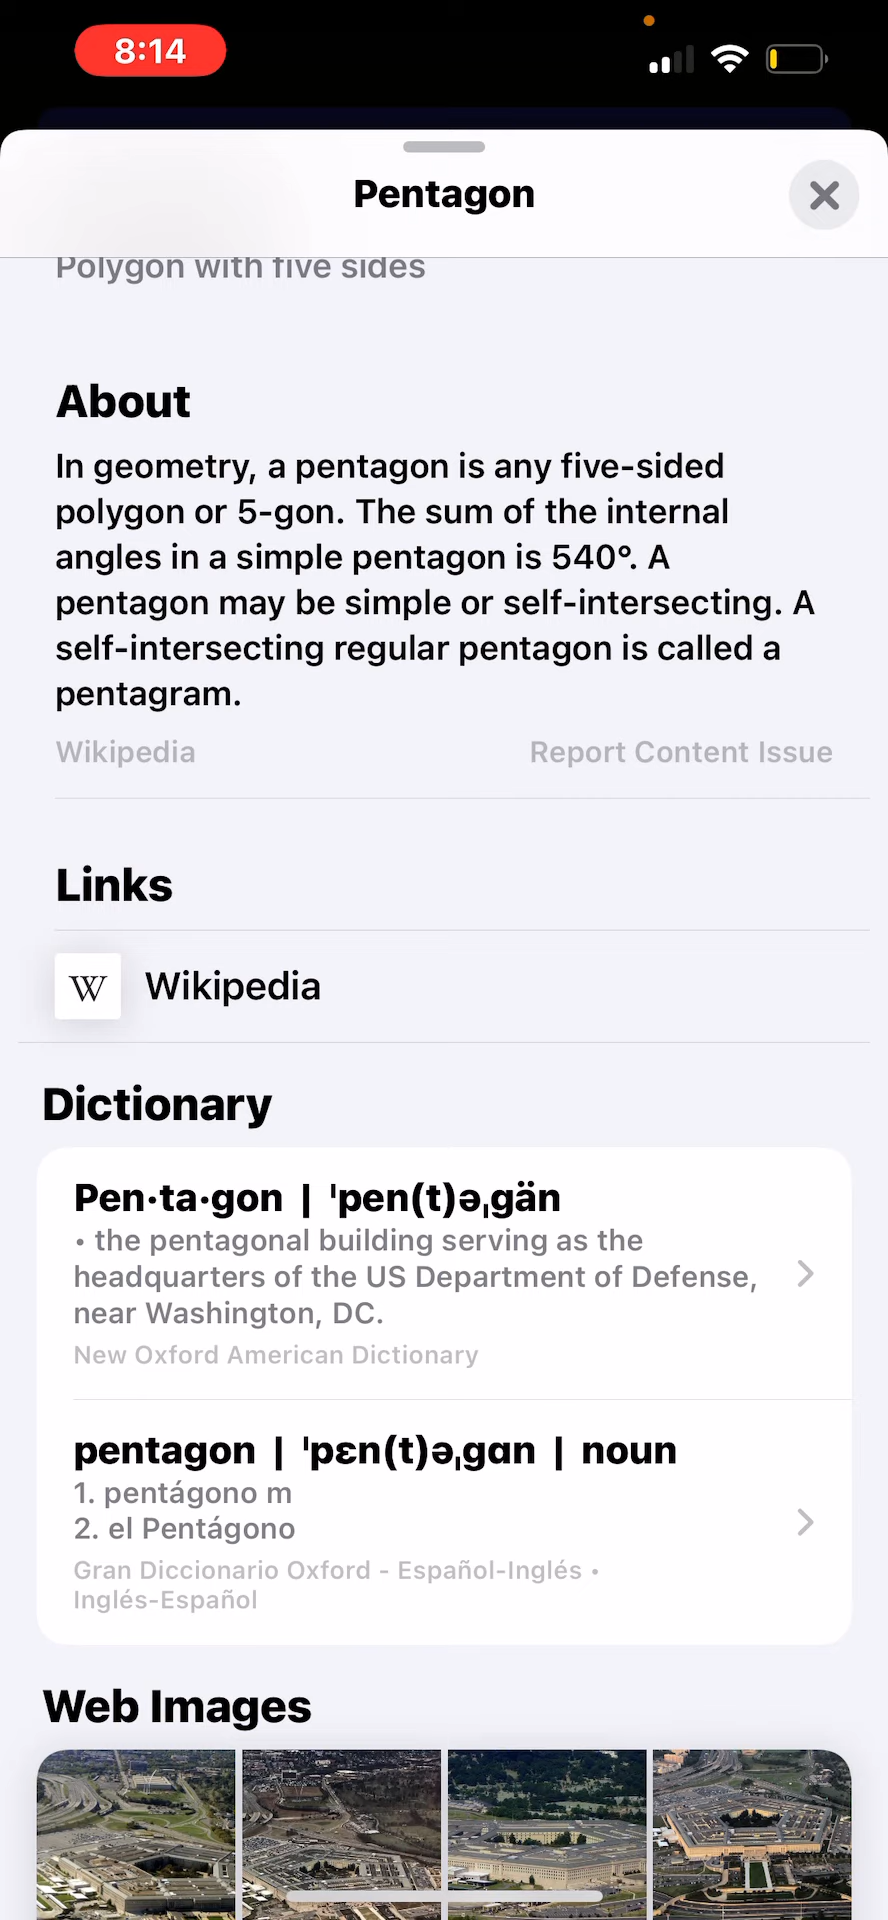 8:14
Pentagon
Polygon with five sides
About
In geometry, a pentagon is any five-sided
polygon or 5-gon. The sum of the internal
angles in a simple pentagon is 540°. A
pentagon may be simple or self-intersecting. A
self-intersecting regular pentagon is called a
pentagram.
Wikipedia Report Content Issue
Links
W Wikipedia
Dictionary
Pen·ta·gon | ˈpen(t)əˌgän
• the pentagonal building serving as the
headquarters of the US Department of Defense,
near Washington, DC.
New Oxford American Dictionary
pentagon | ˈpɛn(t)əˌɡɑn | noun
1. pentágono m
2. el Pentágono
Gran Diccionario Oxford - Español-Inglés •
Inglés-Español
Web Images